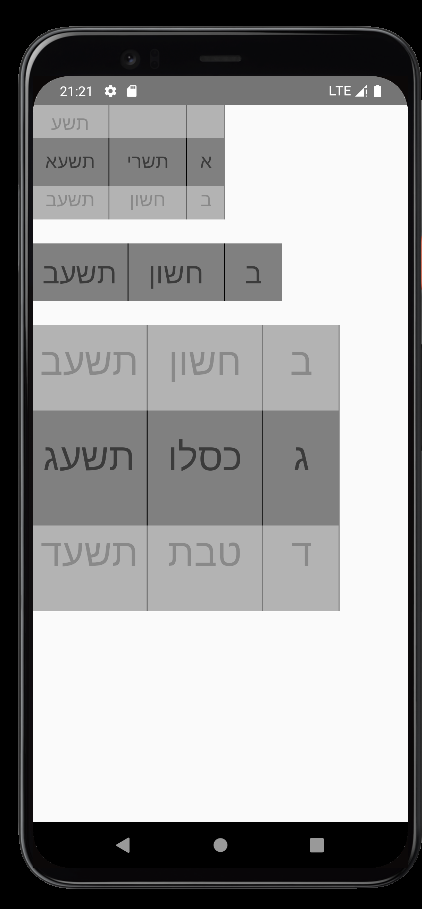 21:21 LTE
תשע
א תשרי תשעא
ב חשון תשעב
ב חשון תשעב
ב חשון תשעב
ג כסלו תשעג
ד טבת תשעד